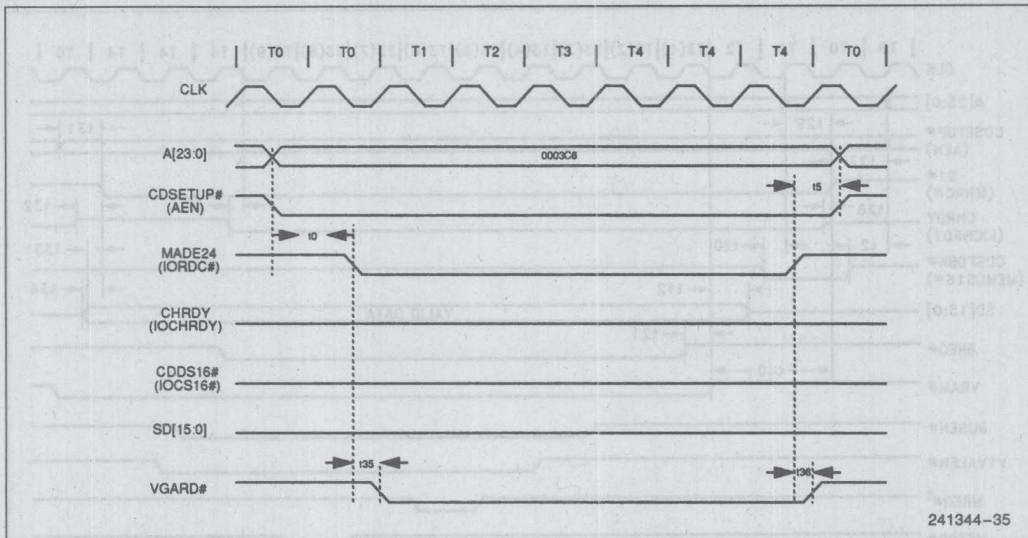 T0 T1 T2 T3 T4 T4 T4 T0
CLK
A[23:0] 0003C6
CDSETUP# t5
(AEN)
t0
MADE24
(IORDC#)
CHRDY
(IOCHRDY)
CDDS16#
(IOCS16#)
SD[15:0]
t35 t36
VGARD#
241344–35